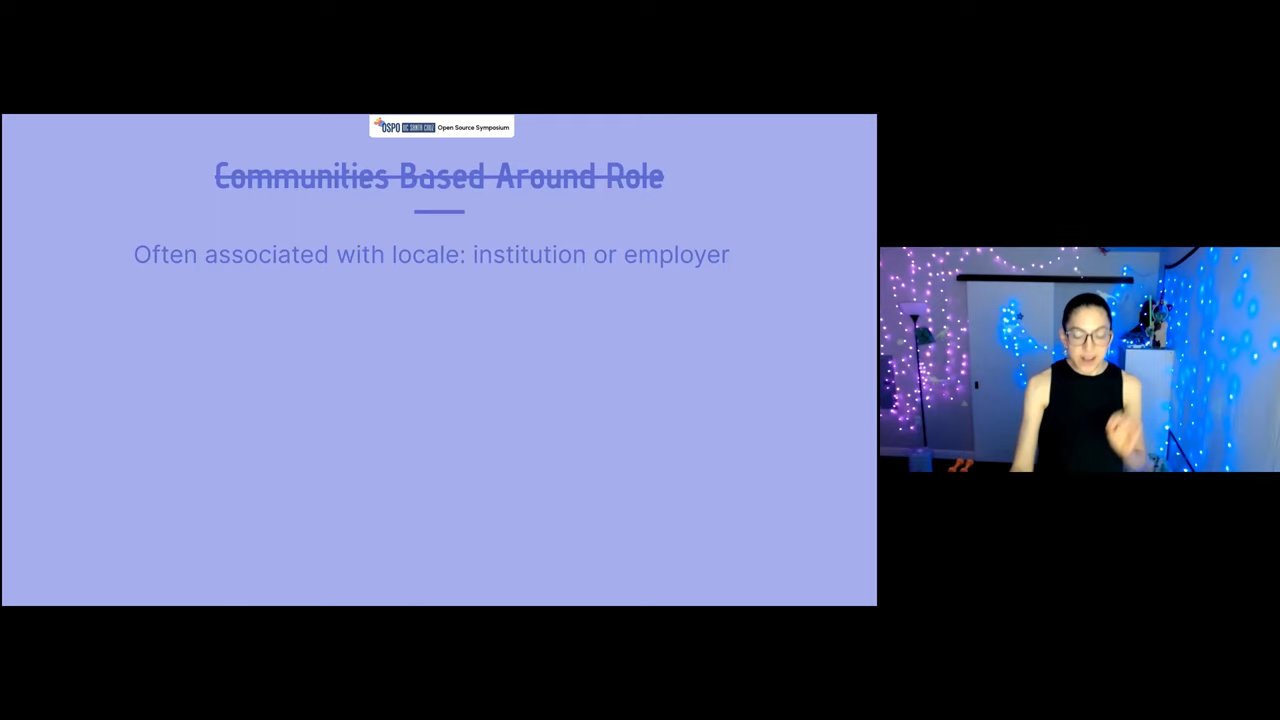 OSPO UC SANTA CRUZ Open Source Symposium
Communities Based Around Role
Often associated with locale: institution or employer